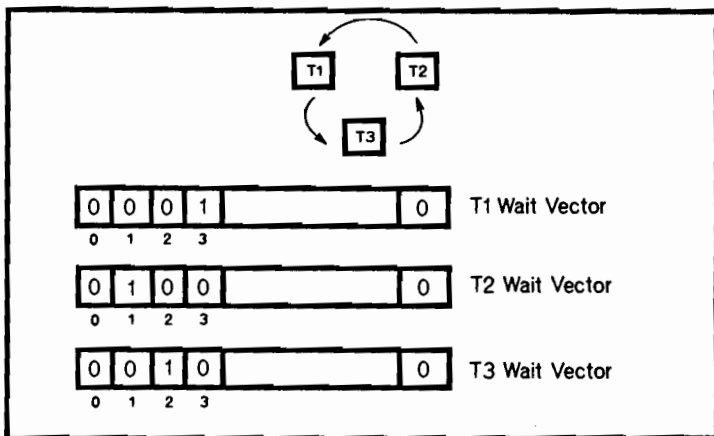 T1 T2
T3
0 0 0 1 0 T1 Wait Vector
0 1 2 3
0 1 0 0 0 T2 Wait Vector
0 1 2 3
0 0 1 0 0 T3 Wait Vector
0 1 2 3